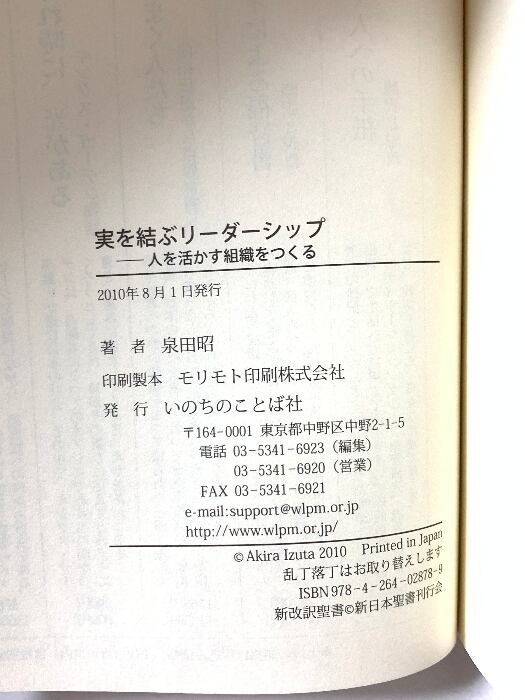 実を結ぶリーダーシップ
──人を活かす組織をつくる
2010年8月1日発行
著 者 泉田昭
印刷製本 モリモト印刷株式会社
発 行 いのちのことば社
〒164-0001 東京都中野区中野2-1-5
電話 03-5341-6923（編集）
03-5341-6920（営業）
FAX 03-5341-6921
e-mail:support@wlpm.or.jp
http://www.wlpm.or.jp/
©Akira Izuta 2010 Printed in Japan
乱丁落丁はお取り替えします
ISBN978-4-264-02878-9
新改訳聖書©新日本聖書刊行会